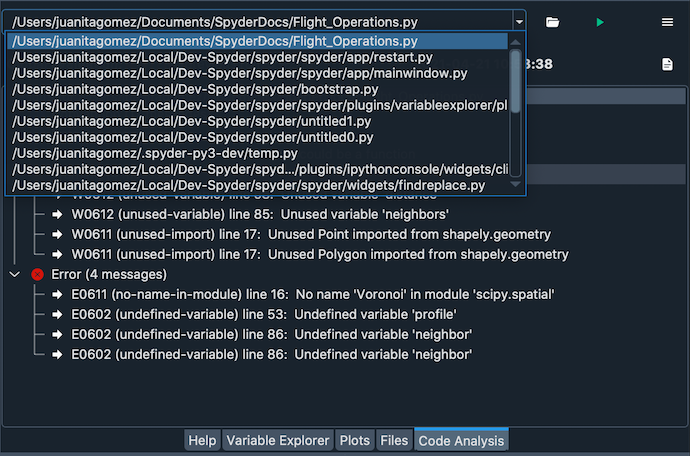 /Users/juanitagomez/Documents/SpyderDocs/Flight_Operations.py
/Users/juanitagomez/Documents/SpyderDocs/Flight_Operations.py
/Users/juanitagomez/Local/Dev-Spyder/spyder/spyder/app/restart.py
3:38
/Users/juanitagomez/Local/Dev-Spyder/spyder/spyder/app/mainwindow.py
/Users/juanitagomez/Local/Dev-Spyder/spyder/bootstrap.py
/Users/juanitagomez/Local/Dev-Spyder/spyder/spyder/plugins/variableexplorer/pl
/Users/juanitagomez/Local/Dev-Spyder/spyder/untitled1.py
/Users/juanitagomez/Local/Dev-Spyder/spyder/untitled0.py
/Users/juanitagomez/.spyder-py3-dev/temp.py
/Users/juanitagomez/Local/Dev-Spyder/spyd.../plugins/ipythonconsole/widgets/cli
/Users/juanitagomez/Local/Dev-Spyder/spyder/spyder/widgets/findreplace.py
W0612 (unused-variable) line 52: Unused variable 'distance'
W0612 (unused-variable) line 85: Unused variable 'neighbors'
W0611 (unused-import) line 17: Unused Point imported from shapely.geometry
W0611 (unused-import) line 17: Unused Polygon imported from shapely.geometry
Error (4 messages)
E0611 (no-name-in-module) line 16: No name 'Voronoi' in module 'scipy.spatial'
E0602 (undefined-variable) line 53: Undefined variable 'profile'
E0602 (undefined-variable) line 86: Undefined variable 'neighbor'
E0602 (undefined-variable) line 86: Undefined variable 'neighbor'
Help Variable Explorer Plots Files Code Analysis